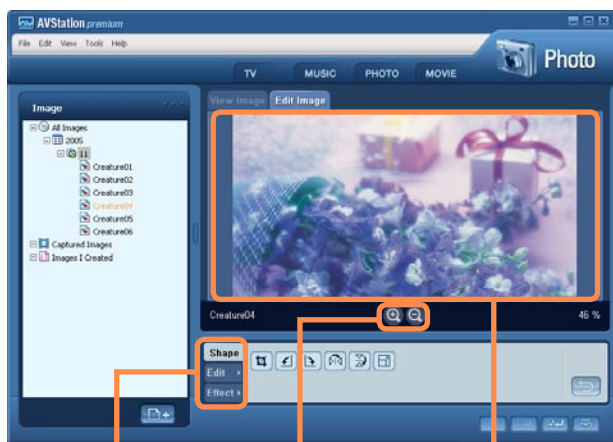 AVStation premium
File Edit View Tools Help
Photo
TV MUSIC PHOTO MOVIE
Image
View Image Edit Image
All Images
2005
11
Creature01
Creature02
Creature03
Creature04
Creature05
Creature06
Captured Images
Images I Created
Creature04 46 %
Shape
Edit
Effect